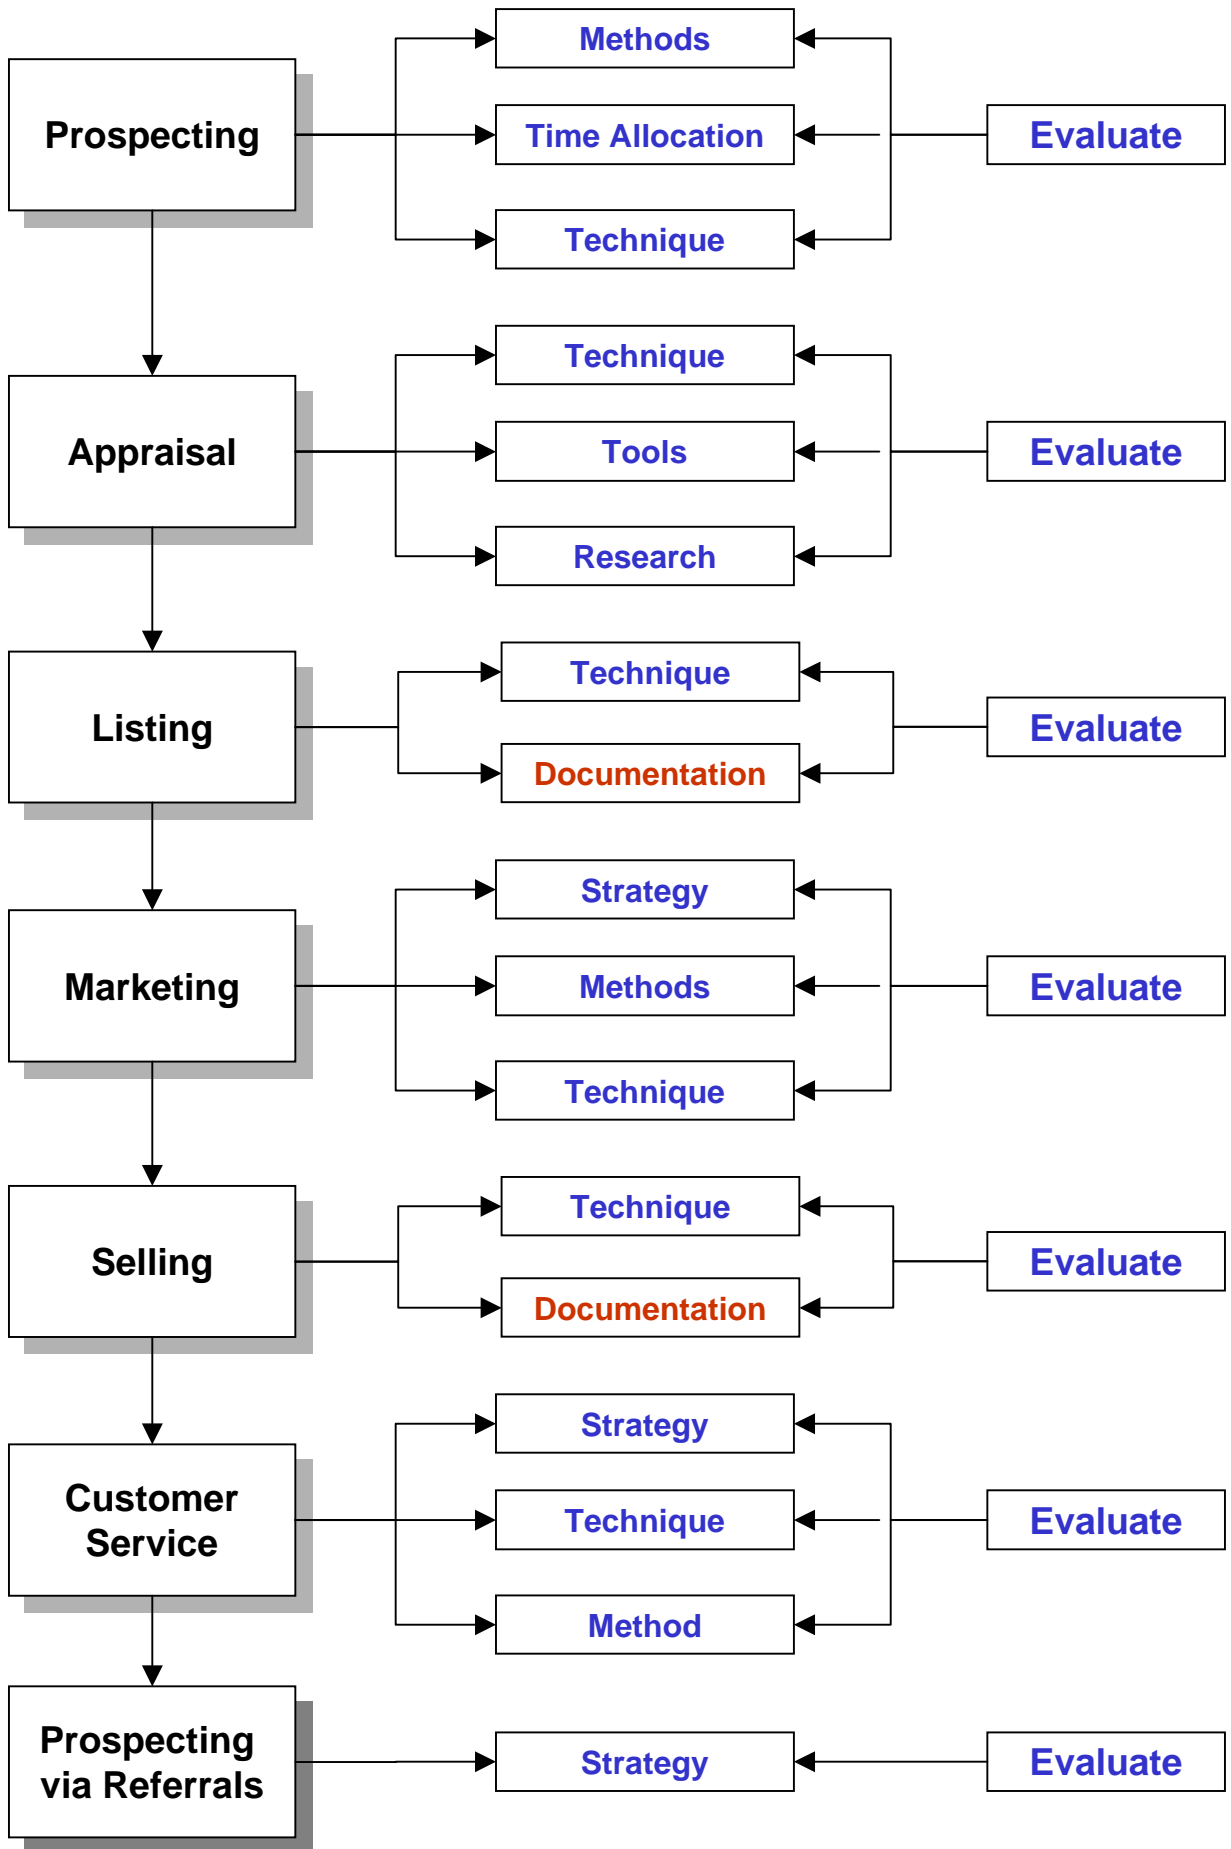 Methods
Prospecting
Time Allocation
Evaluate
Technique
Technique
Appraisal
Tools
Evaluate
Research
Technique
Listing
Evaluate
Documentation
Strategy
Marketing
Methods
Evaluate
Technique
Technique
Selling
Evaluate
Documentation
Strategy
Customer
Service
Technique
Evaluate
Method
Prospecting
via Referrals
Strategy
Evaluate